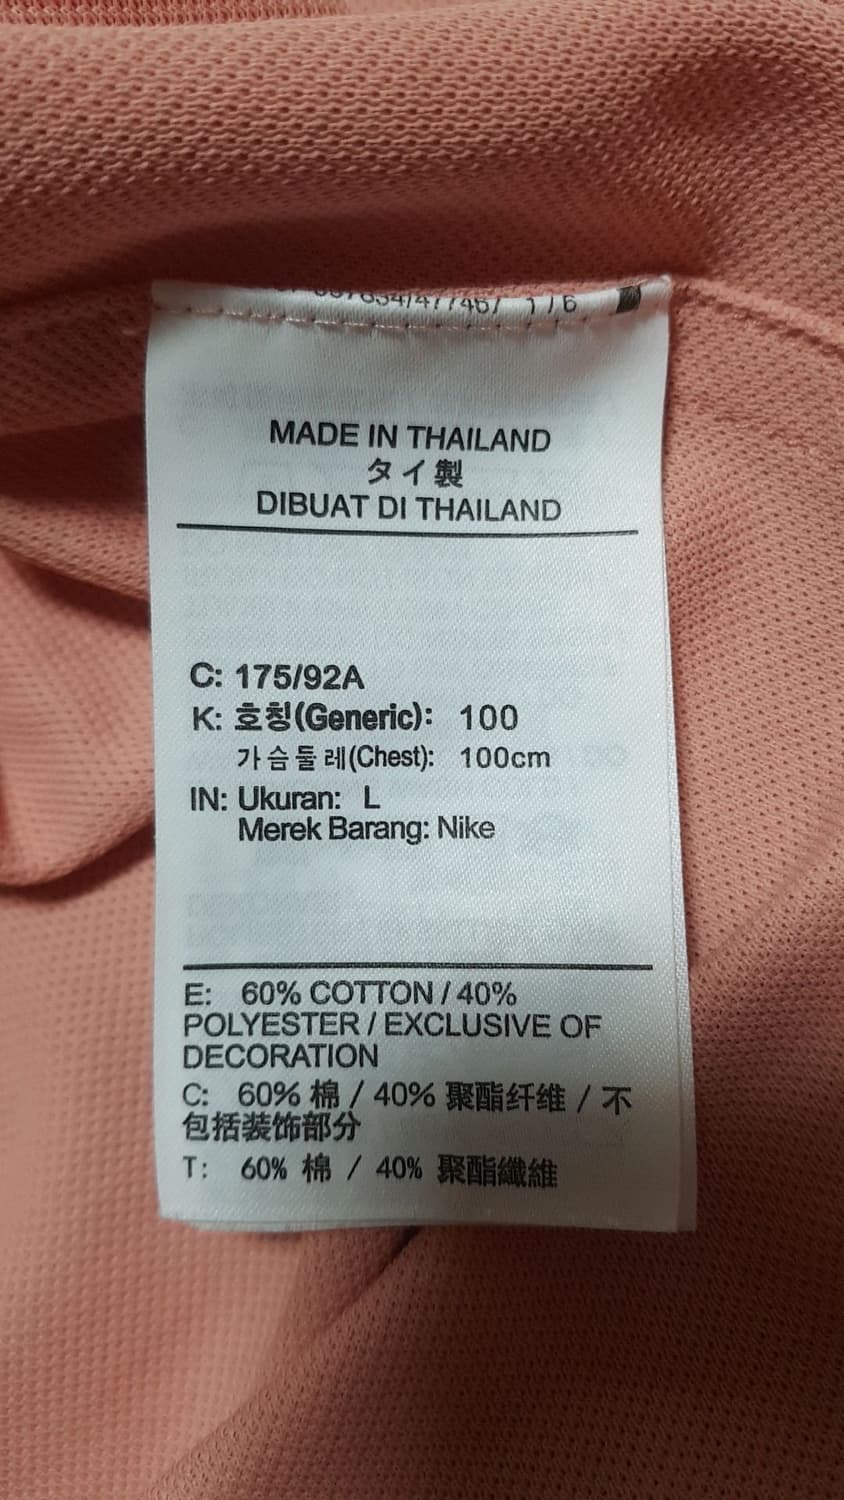 1 / 6
MADE IN THAILAND
タイ製
DIBUAT DI THAILAND
C: 175/92A
K: 호칭(Generic): 100
가슴둘레(Chest): 100cm
IN: Ukuran: L
Merek Barang: Nike
E: 60% COTTON / 40%
POLYESTER / EXCLUSIVE OF
DECORATION
C: 60% 棉 / 40% 聚酯纤维 / 不
包括装饰部分
T: 60% 棉 / 40% 聚酯纖維